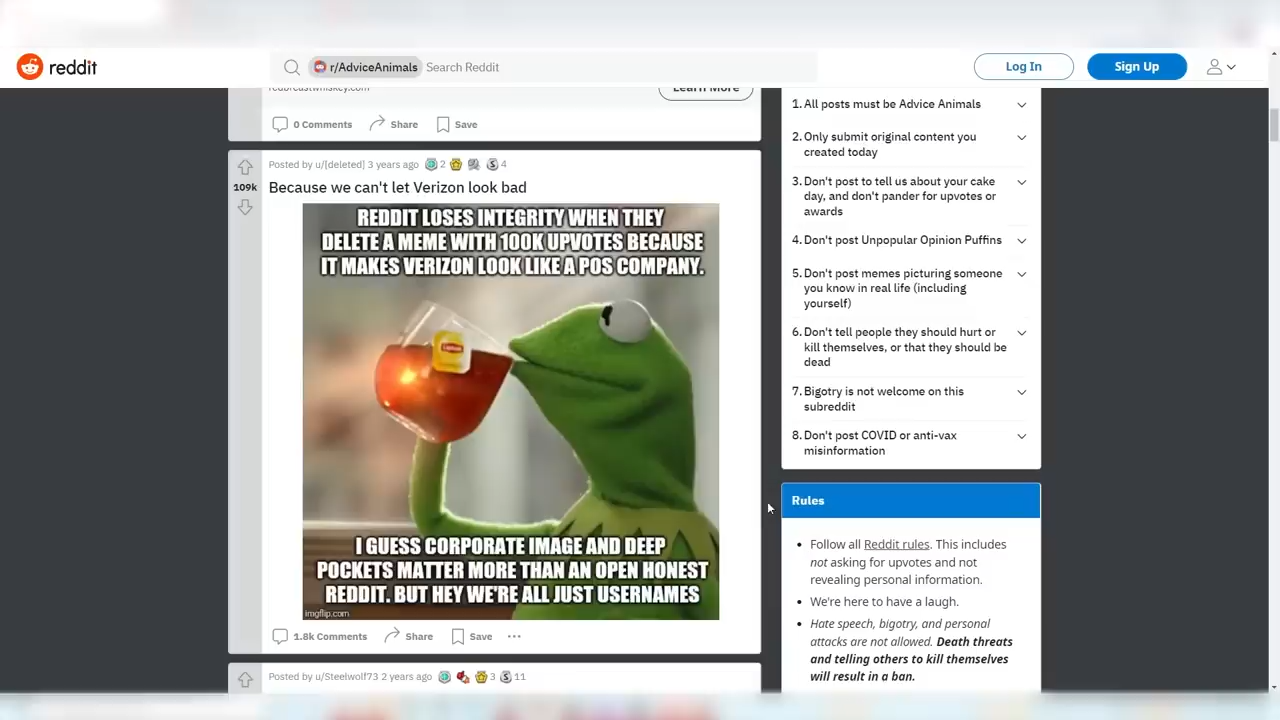 reddit
r/AdviceAnimals Search Reddit
Log In
Sign Up
Learn More
0 Comments Share Save
Posted by u/[deleted] 3 years ago 2 S 4
109k
Because we can't let Verizon look bad
REDDIT LOSES INTEGRITY WHEN THEY
DELETE A MEME WITH 100K UPVOTES BECAUSE
IT MAKES VERIZON LOOK LIKE A POS COMPANY.
Lipton
I GUESS CORPORATE IMAGE AND DEEP
POCKETS MATTER MORE THAN AN OPEN HONEST
REDDIT. BUT HEY WE'RE ALL JUST USERNAMES
imgflip.com
1.8k Comments Share Save
Posted by u/Steelwolf73 2 years ago 3 S 11
1. All posts must be Advice Animals
2. Only submit original content you
created today
3. Don't post to tell us about your cake
day, and don't pander for upvotes or
awards
4. Don't post Unpopular Opinion Puffins
5. Don't post memes picturing someone
you know in real life (including
yourself)
6. Don't tell people they should hurt or
kill themselves, or that they should be
dead
7. Bigotry is not welcome on this
subreddit
8. Don't post COVID or anti-vax
misinformation
Rules
Follow all Reddit rules. This includes
not asking for upvotes and not
revealing personal information.
We're here to have a laugh.
Hate speech, bigotry, and personal
attacks are not allowed. Death threats
and telling others to kill themselves
will result in a ban.